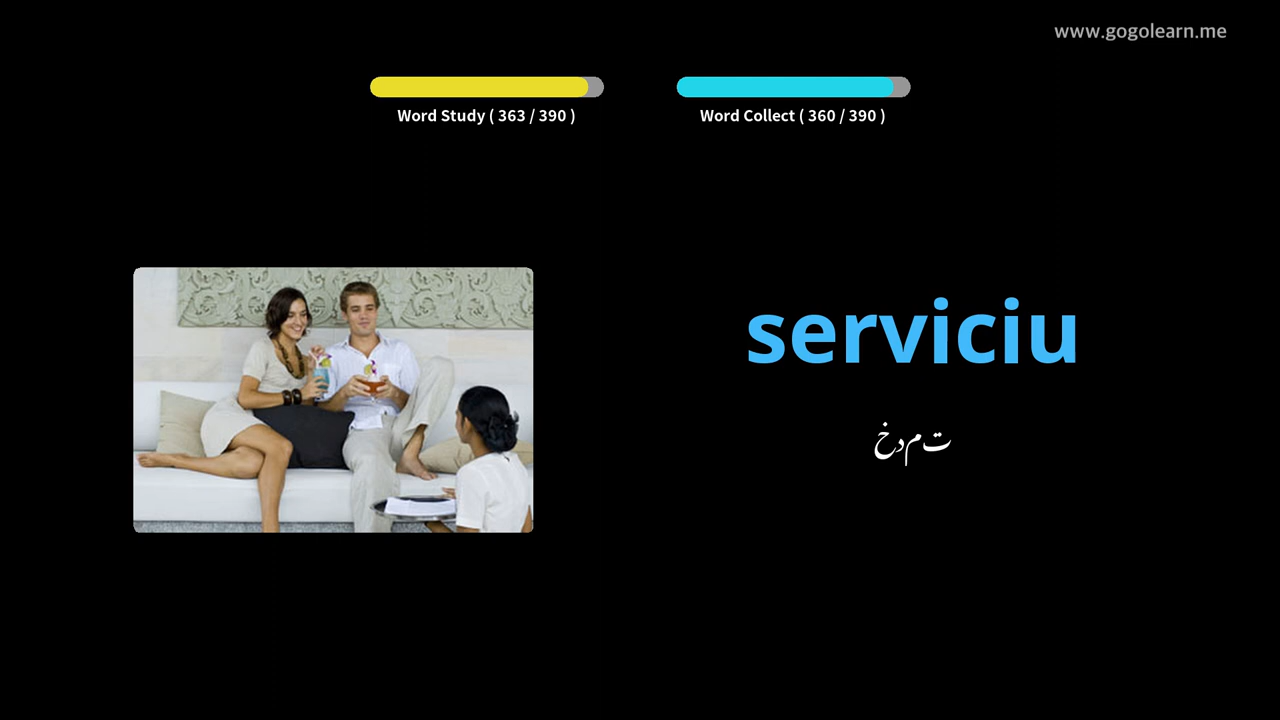 www.gogolearn.me
Word Study ( 363 / 390 )
Word Collect ( 360 / 390 )
serviciu
خدمت